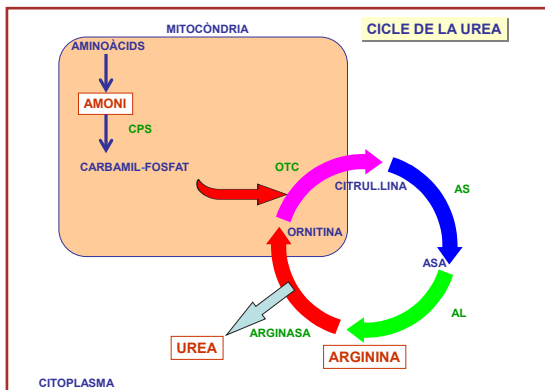 MITOCÒNDRIA
CICLE DE LA UREA
AMINOÀCIDS
AMONI
CPS
CARBAMIL-FOSFAT
OTC
CITRUL.LINA
AS
ORNITINA
ASA
AL
ARGINASA
UREA
ARGININA
CITOPLASMA